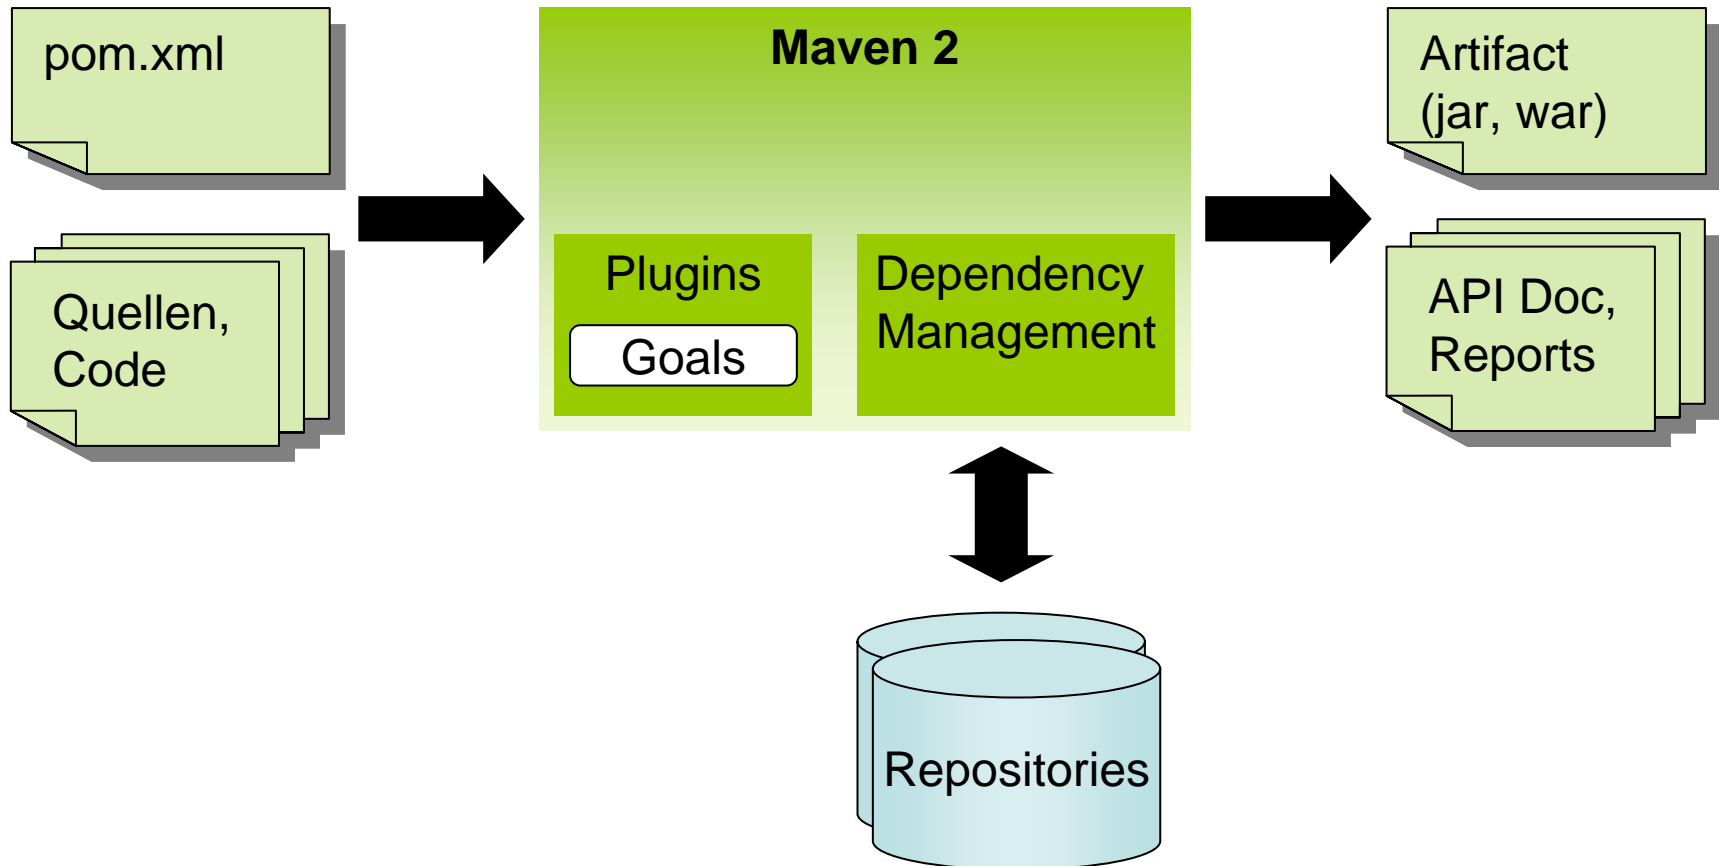 pom.xml
Quellen,
Code
Maven 2
Plugins
Goals
Dependency
Management
Artifact
(jar, war)
API Doc,
Reports
Repositories